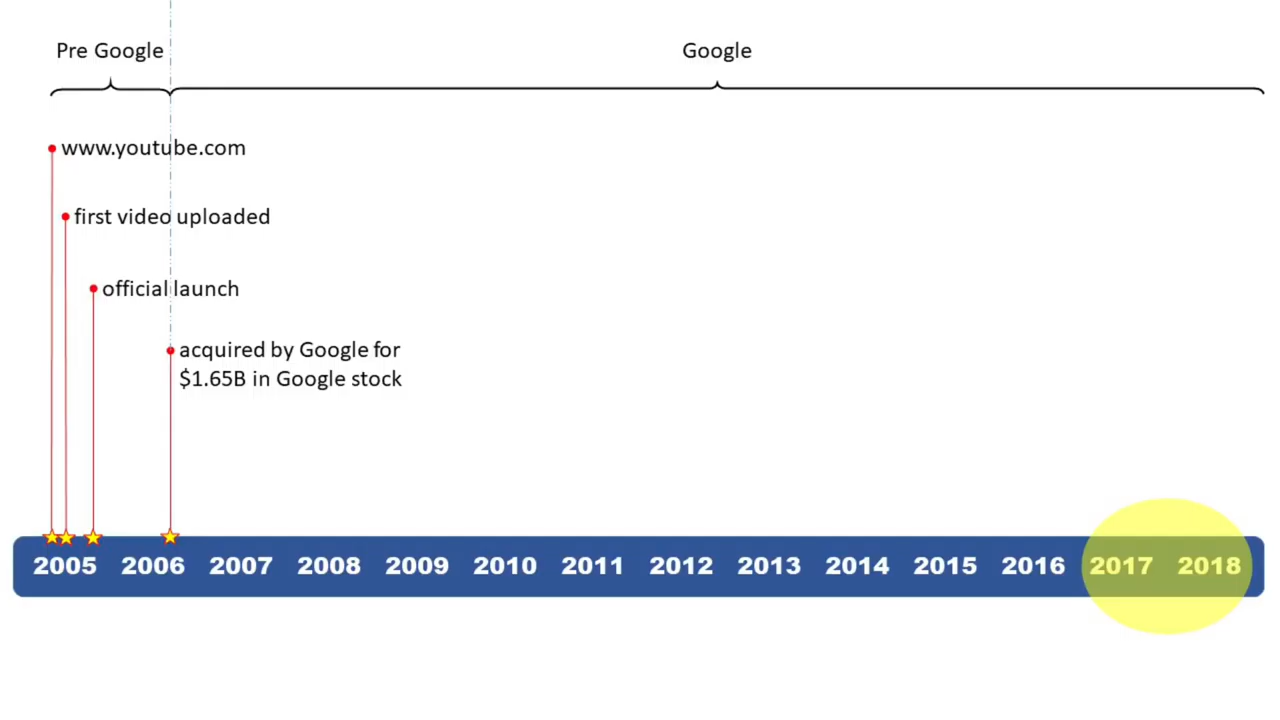 Pre Google
Google
www.youtube.com
first video uploaded
official launch
acquired by Google for
$1.65B in Google stock
2005 2006 2007 2008 2009 2010 2011 2012 2013 2014 2015 2016 2017 2018